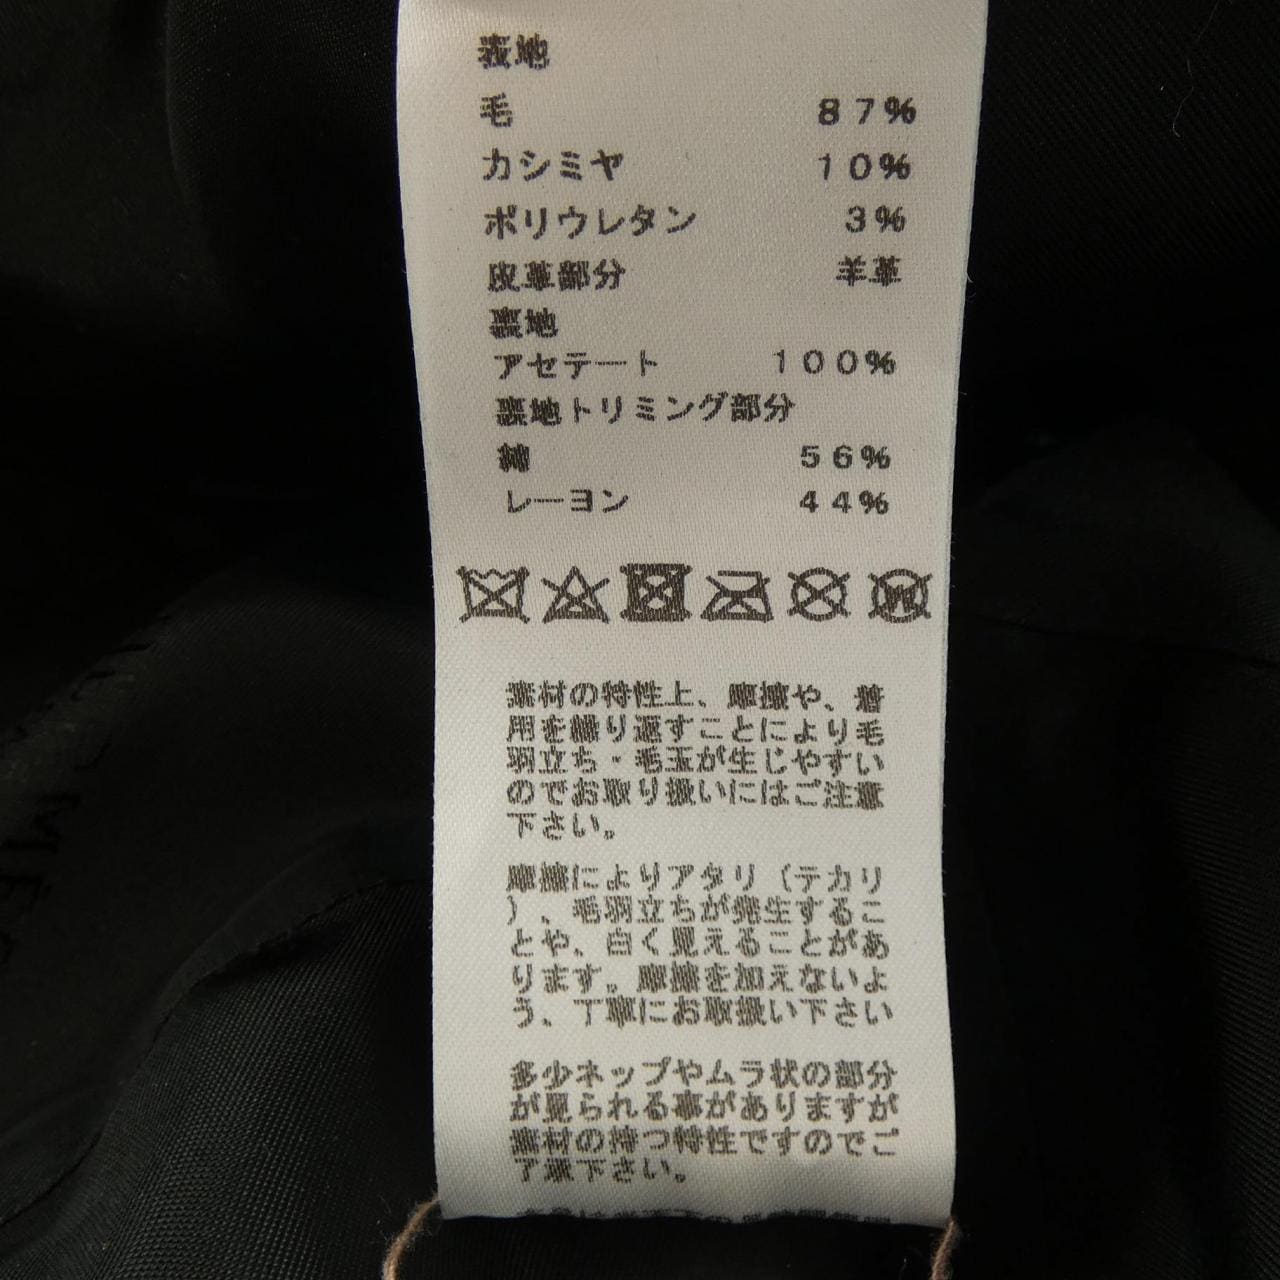 表地
毛 87%
カシミヤ 10%
ポリウレタン 3%
皮革部分 羊革
裏地
アセテート 100%
裏地トリミング部分
綿 56%
レーヨン 44%
素材の特性上、摩擦や、着
用を繰り返すことにより毛
羽立ち・毛玉が生じやすい
のでお取り扱いにはご注意
下さい。
摩擦によりアタリ（テカリ
）、毛羽立ちが発生するこ
とや、白く見えることがあ
ります。摩擦を加えないよ
う、丁寧にお取扱い下さい
多少ネップやムラ状の部分
が見られる事がありますが
素材の持つ特性ですのでご
了承下さい。